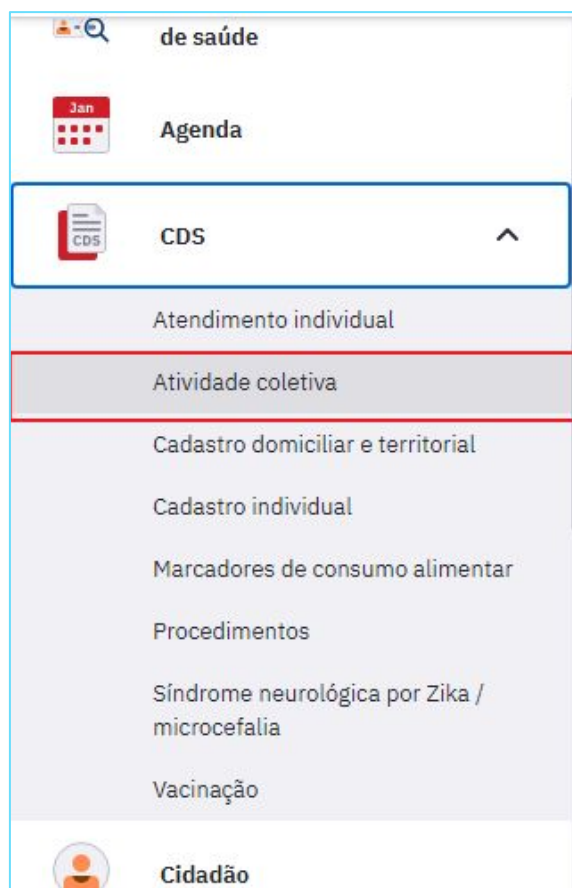 de saúde
Jan
Agenda
CDS
CDS
Atendimento individual
Atividade coletiva
Cadastro domiciliar e territorial
Cadastro individual
Marcadores de consumo alimentar
Procedimentos
Síndrome neurológica por Zika /
microcefalia
Vacinação
Cidadão